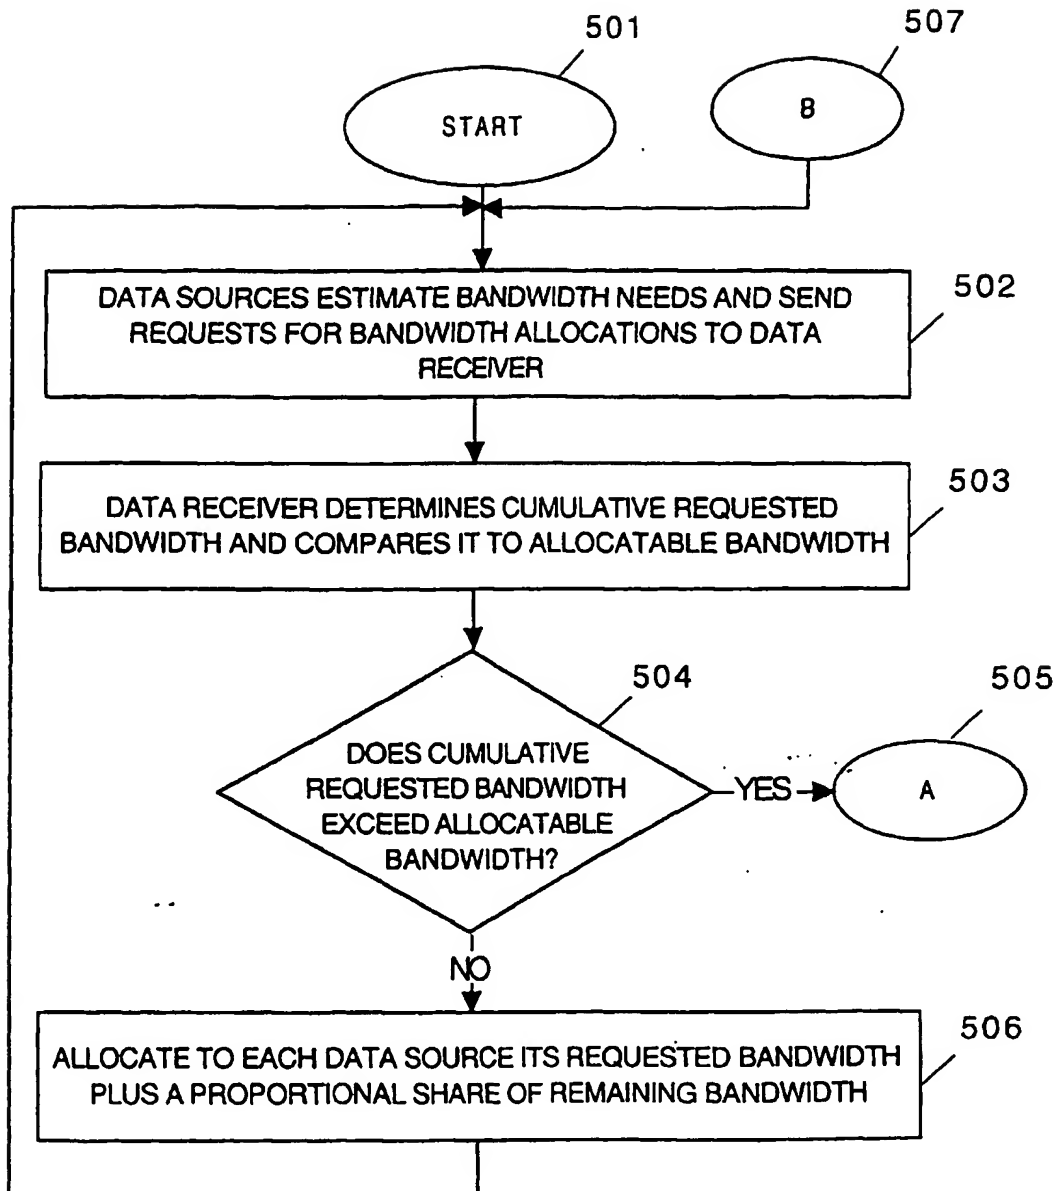 501
507
START
B
502
DATA SOURCES ESTIMATE BANDWIDTH NEEDS AND SEND
REQUESTS FOR BANDWIDTH ALLOCATIONS TO DATA
RECEIVER
503
DATA RECEIVER DETERMINES CUMULATIVE REQUESTED
BANDWIDTH AND COMPARES IT TO ALLOCATABLE BANDWIDTH
504
505
DOES CUMULATIVE
REQUESTED BANDWIDTH
EXCEED ALLOCATABLE
BANDWIDTH?
YES
A
NO
506
ALLOCATE TO EACH DATA SOURCE ITS REQUESTED BANDWIDTH
PLUS A PROPORTIONAL SHARE OF REMAINING BANDWIDTH